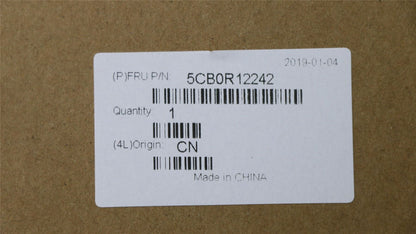 2019-01-04
(P)FRU P/N: 5CB0R12242
Quantity: 1
(4L)Origin: CN
Made in CHINA